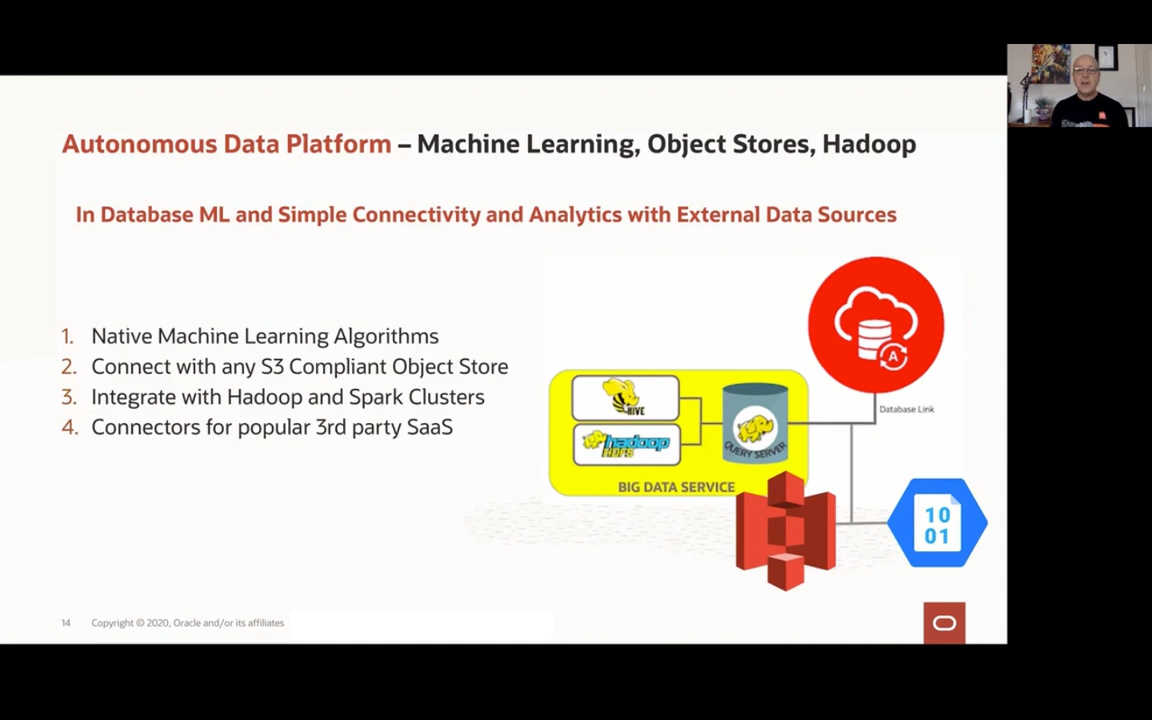 Autonomous Data Platform – Machine Learning, Object Stores, Hadoop
In Database ML and Simple Connectivity and Analytics with External Data Sources
1. Native Machine Learning Algorithms
2. Connect with any S3 Compliant Object Store
3. Integrate with Hadoop and Spark Clusters
4. Connectors for popular 3rd party SaaS
A
Database Link
HIVE
hadoop
HDFS
QUERY SERVER
BIG DATA SERVICE
10
01
14 Copyright © 2020, Oracle and/or its affiliates